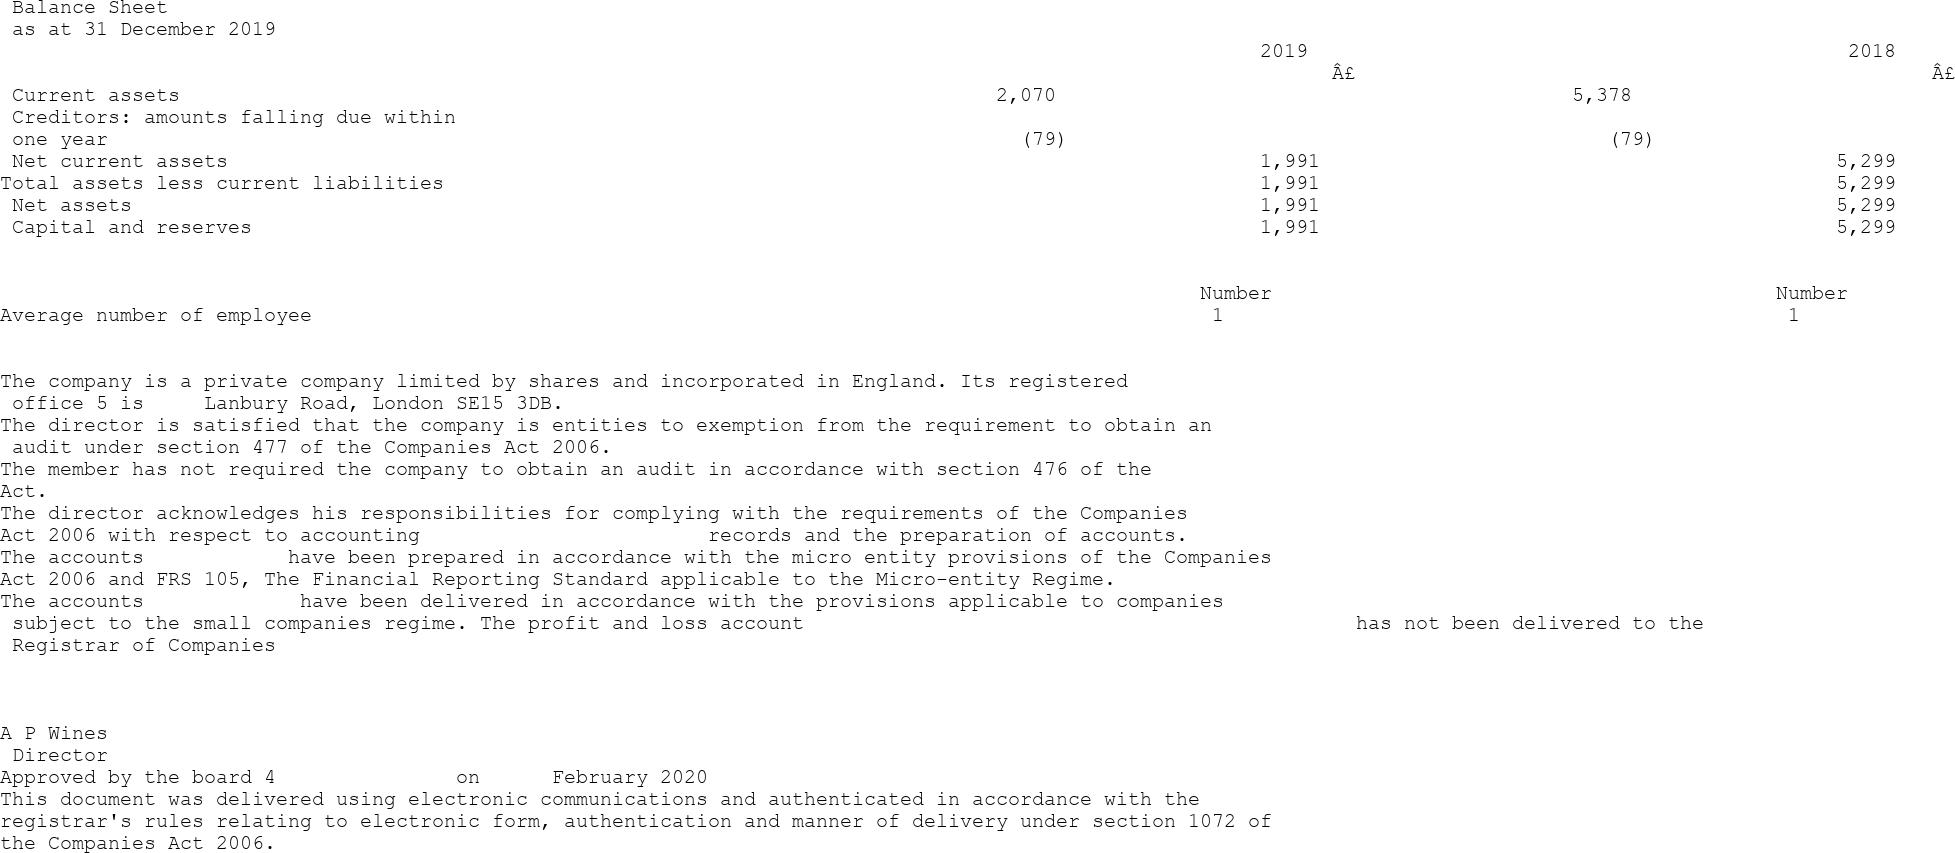 Balance Sheet
as at 31 December 2019
2019 2018
Â£ Â£
Current assets 2,070 5,378
Creditors: amounts falling due within
one year (79) (79)
Net current assets 1,991 5,299
Total assets less current liabilities 1,991 5,299
Net assets 1,991 5,299
Capital and reserves 1,991 5,299
Number Number
Average number of employee 1 1
The company is a private company limited by shares and incorporated in England. Its registered
office 5 is Lanbury Road, London SE15 3DB.
The director is satisfied that the company is entities to exemption from the requirement to obtain an
audit under section 477 of the Companies Act 2006.
The member has not required the company to obtain an audit in accordance with section 476 of the
Act.
The director acknowledges his responsibilities for complying with the requirements of the Companies
Act 2006 with respect to accounting records and the preparation of accounts.
The accounts have been prepared in accordance with the micro entity provisions of the Companies
Act 2006 and FRS 105, The Financial Reporting Standard applicable to the Micro-entity Regime.
The accounts have been delivered in accordance with the provisions applicable to companies
subject to the small companies regime. The profit and loss account has not been delivered to the
Registrar of Companies
A P Wines
Director
Approved by the board 4 on February 2020
This document was delivered using electronic communications and authenticated in accordance with the
registrar's rules relating to electronic form, authentication and manner of delivery under section 1072 of
the Companies Act 2006.